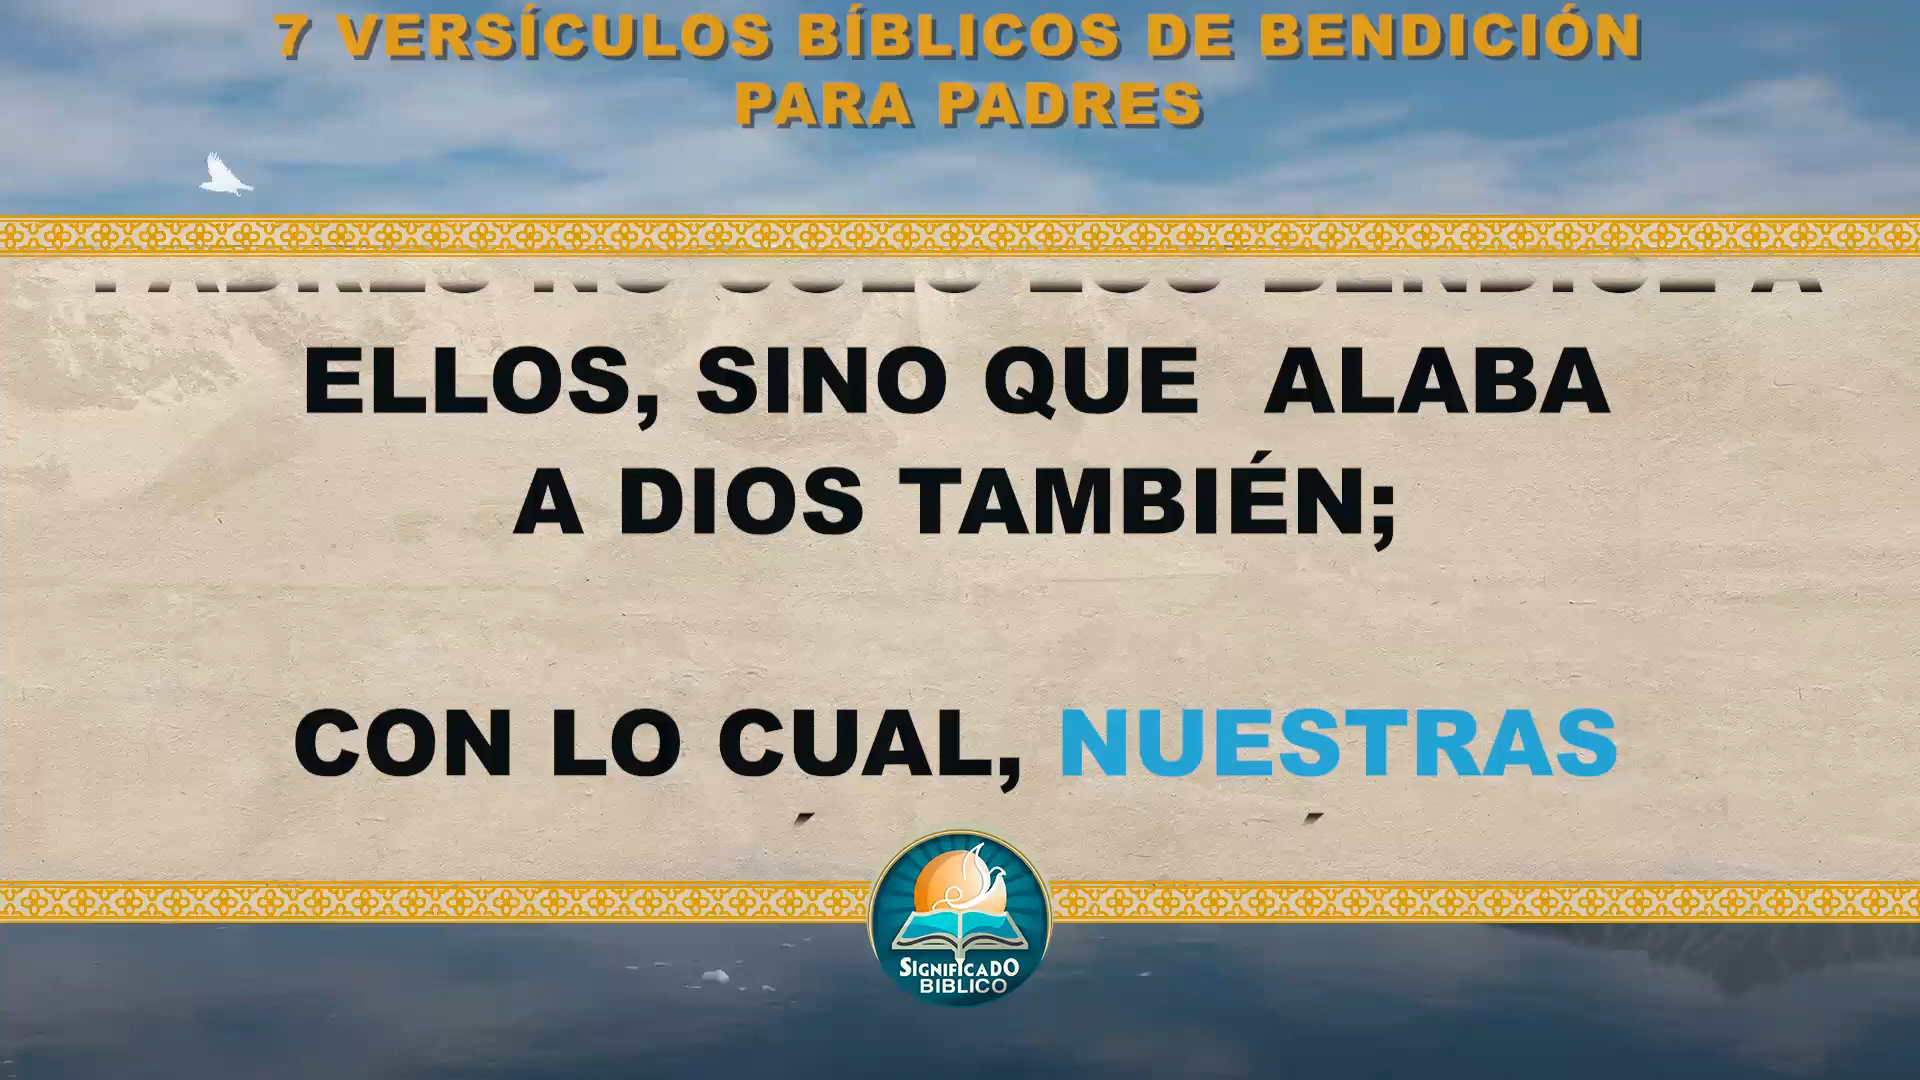 7 VERSÍCULOS BÍBLICOS DE BENDICIÓN
PARA PADRES
ELLOS, SINO QUE ALABA
A DIOS TAMBIÉN;
CON LO CUAL, NUESTRAS
SIGNIFICADO
BIBLICO